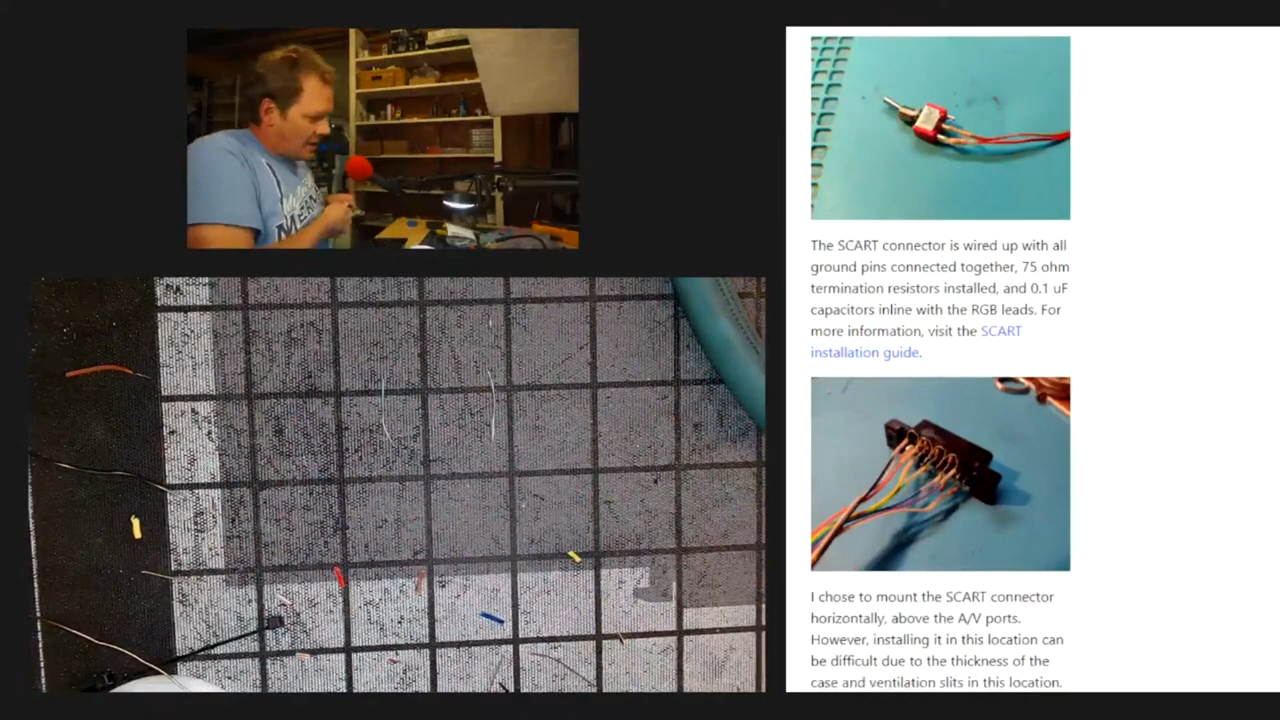 MEAN
The SCART connector is wired up with all
ground pins connected together, 75 ohm
termination resistors installed, and 0.1 uF
capacitors inline with the RGB leads. For
more information, visit the SCART
installation guide.
I chose to mount the SCART connector
horizontally, above the A/V ports.
However, installing it in this location can
be difficult due to the thickness of the
case and ventilation slits in this location.